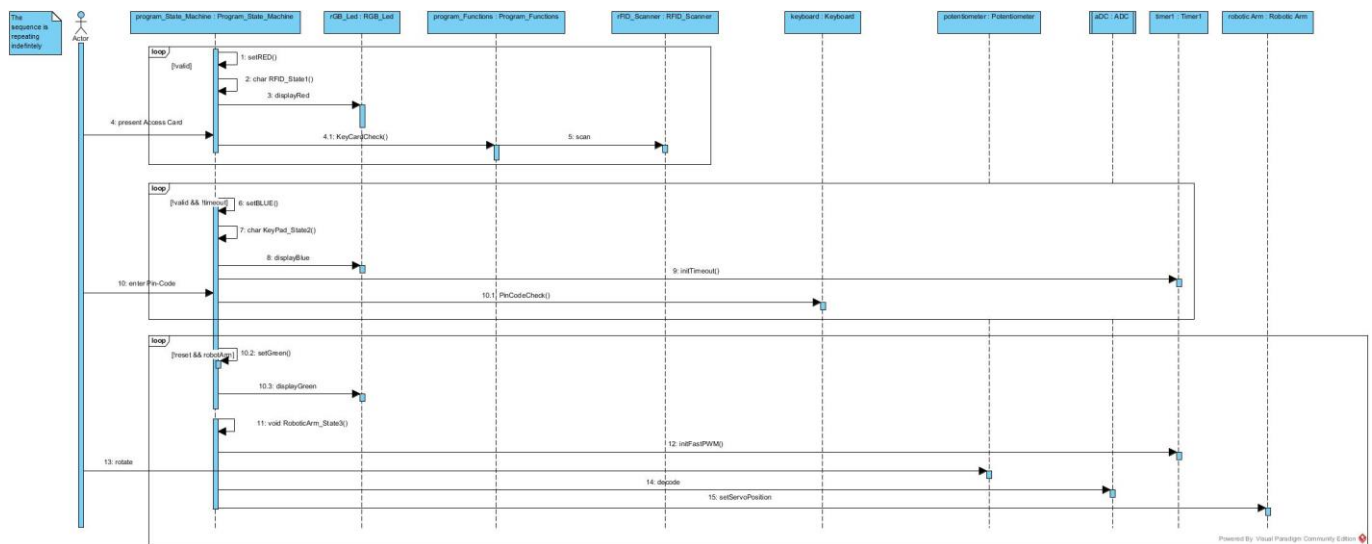 The
sequence is
repeating
indefintely
Actor
program_State_Machine : Program_State_Machine
rGB_Led : RGB_Led
program_Functions : Program_Functions
rFID_Scanner : RFID_Scanner
keyboard : Keyboard
potentiometer : Potentiometer
aDC : ADC
timer1 : Timer1
robotic Arm : Robotic Arm
loop
[!valid]
1: setRED()
2: char RFID_State1()
3: displayRed
4: present Access Card
4.1: KeyCardCheck()
5: scan
loop
[!valid && !timeout]
6: setBLUE()
7: char KeyPad_State2()
8: displayBlue
9: initTimeout()
10: enter Pin-Code
10.1: PinCodeCheck()
loop
[!reset && robotArm]
10.2: setGreen()
10.3: displayGreen
11: void RoboticArm_State3()
12: initFastPWM()
13: rotate
14: decode
15: setServoPosition
Powered By Visual Paradigm Community Edition